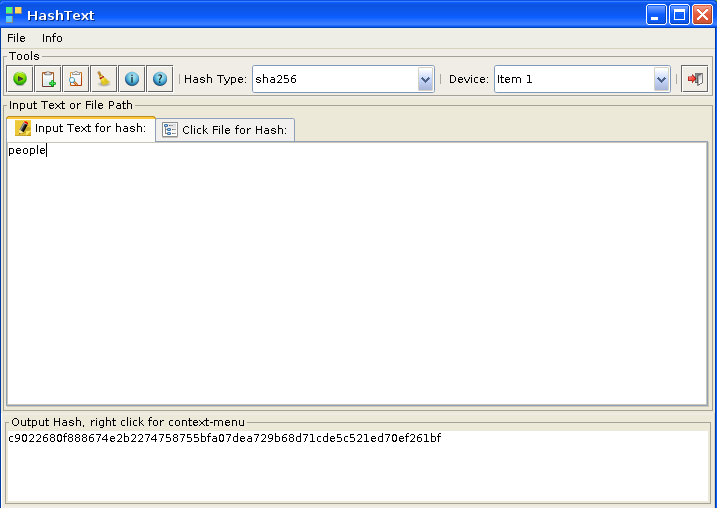 HashText
File Info
Tools
Hash Type: sha256 Device: Item 1
Input Text or File Path
Input Text for hash: Click File for Hash:
people
Output Hash, right click for context-menu
c9022680f888674e2b2274758755bfa07dea729b68d71cde5c521ed70ef261bf